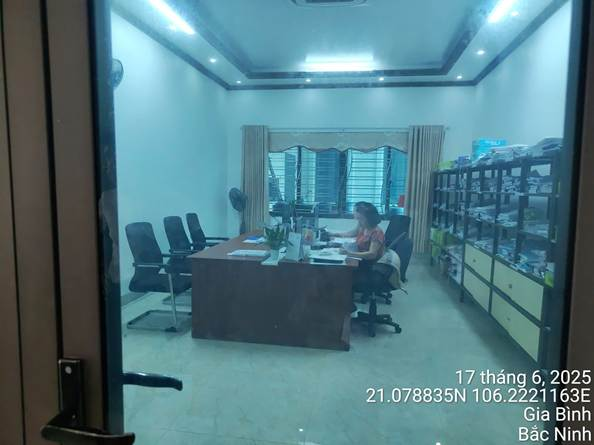 17 tháng 6, 2025
21.078835N 106.2221163E
Gia Bình
Bắc Ninh